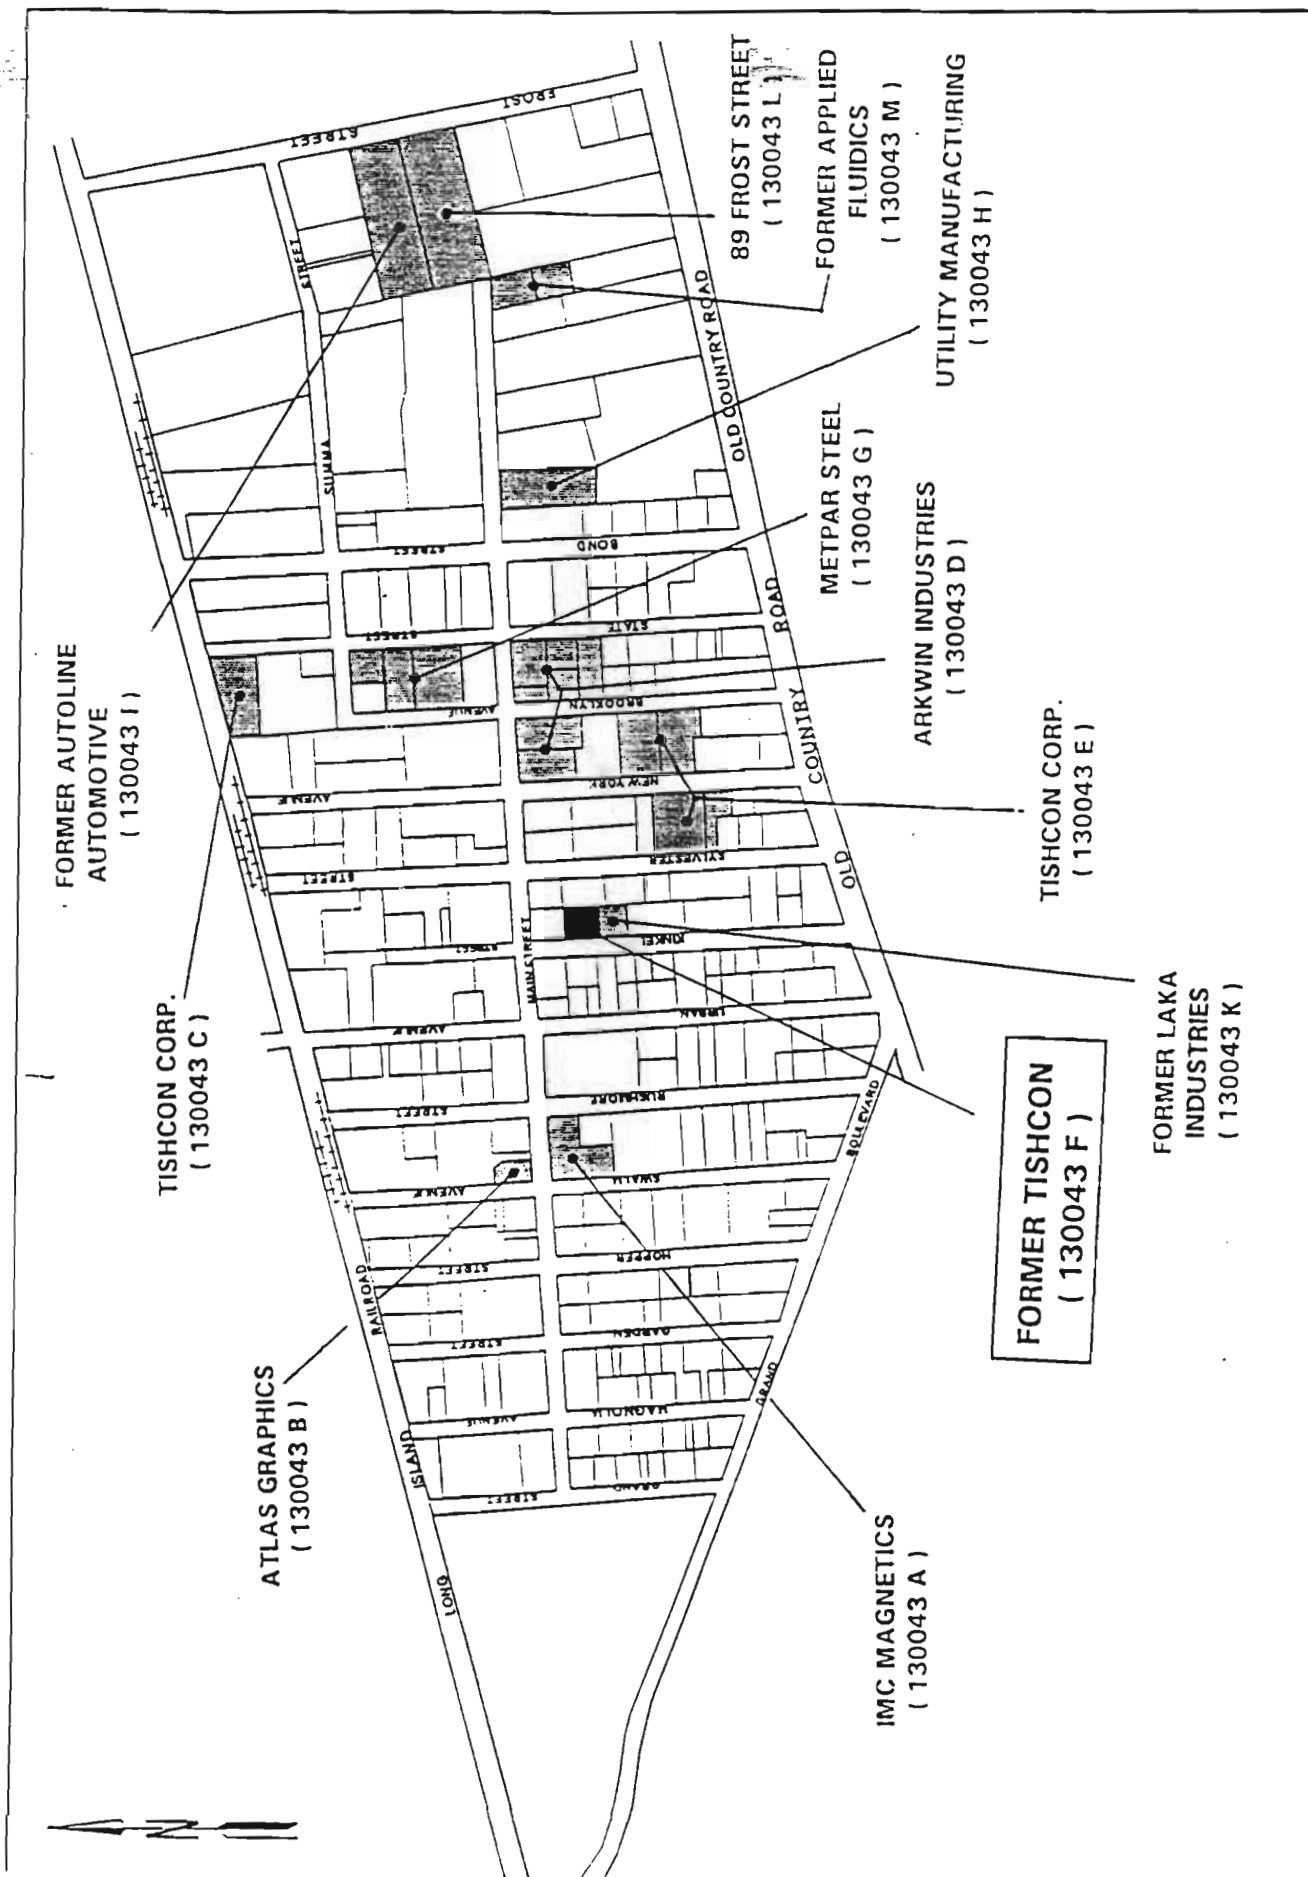 FORMER AUTOLINE
AUTOMOTIVE
( 130043 I )
TISHCON CORP.
( 130043 C )
ATLAS GRAPHICS
( 130043 B )
89 FROST STREET
( 130043 L )
FORMER APPLIED
FLUIDICS
( 130043 M )
UTILITY MANUFACTURING
( 130043 H )
METPAR STEEL
( 130043 G )
ARKWIN INDUSTRIES
( 130043 D )
TISHCON CORP.
( 130043 E )
FORMER LAKA
INDUSTRIES
( 130043 K )
FORMER TISHCON
( 130043 F )
IMC MAGNETICS
( 130043 A )
LONG ISLAND RAILROAD
OLD COUNTRY ROAD
OLD COUNTRY ROAD
GRAND BOULEVARD
MAIN STREET
SUMMA STREET
FROST STREET
BOND STREET
STATE STREET
BROOKLYN AVENUE
NEW YORK AVENUE
SYLVESTER STREET
KINKEL STREET
URBAN AVENUE
RUSHMORE STREET
SWALM AVENUE
HOPPER STREET
GARDEN STREET
MAGNOLIA AVENUE
GRAND STREET
N